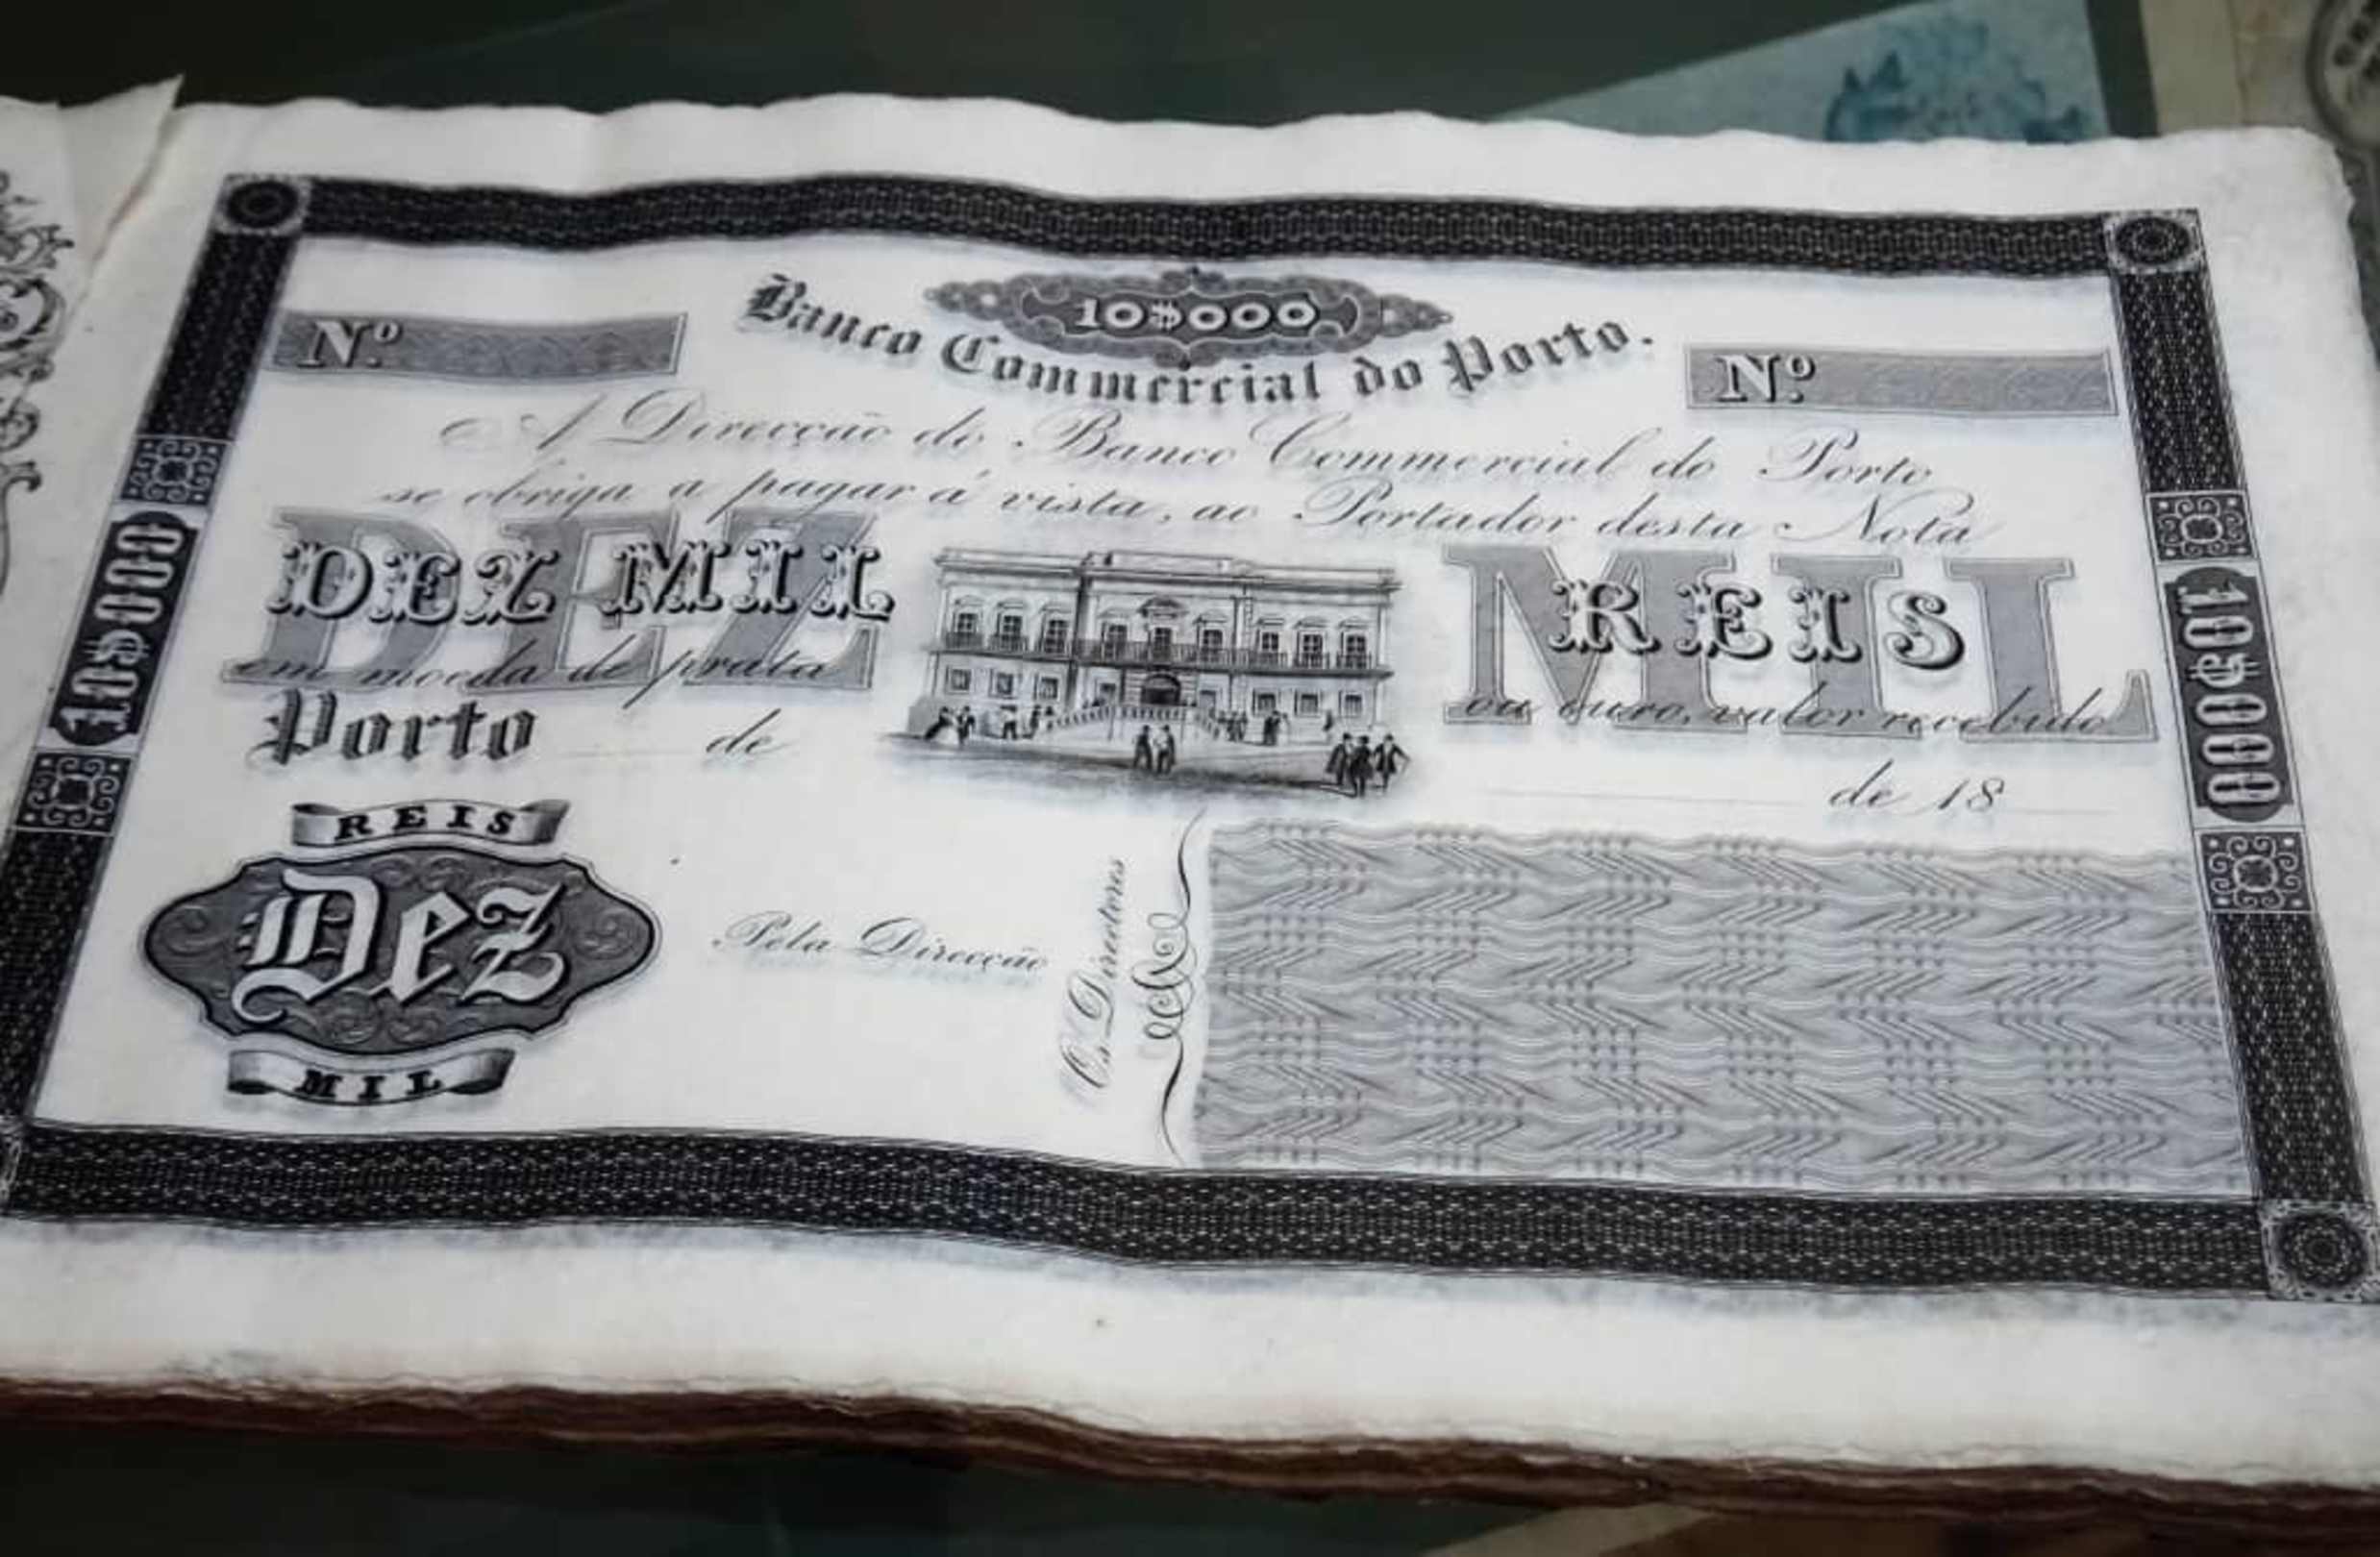 10$000
Banco Commercial do Porto.
Nº
Nº
A Direcção do Banco Commercial do Porto
se obriga a pagar á vista, ao Portador desta Nota
DEZ MIL
DEZ MIL REIS
em moeda de prata ou ouro, valor recebido
Porto de de 18
10$000
10$000
REIS
Dez
MIL
Pela Direcção
Os Directores